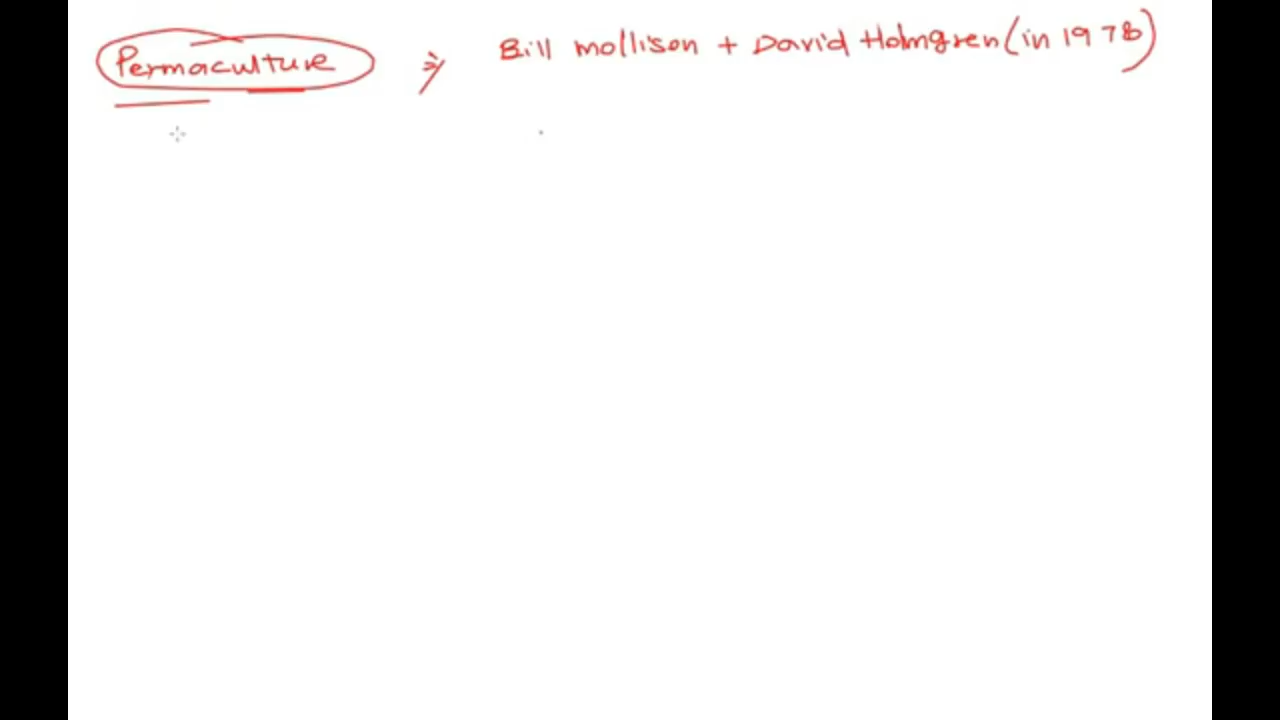 Permaculture ⇒ Bill mollison + David Holmgren (in 1978)